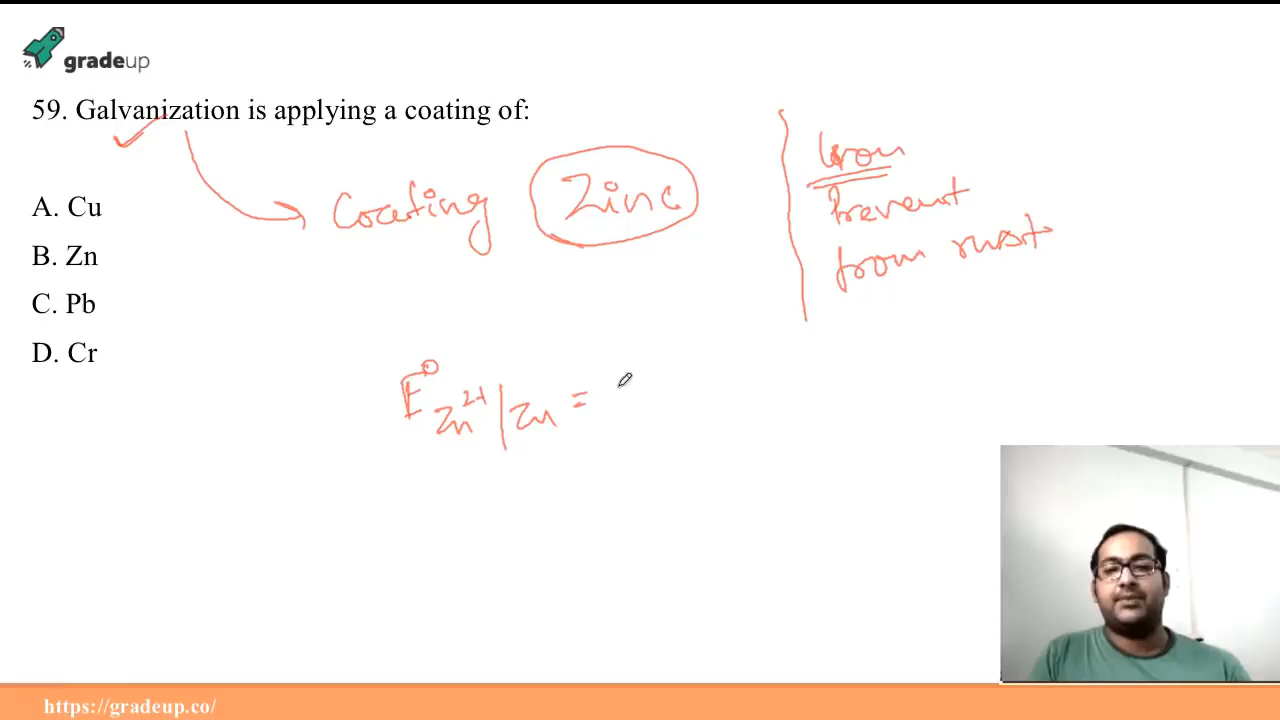 gradeup
59. Galvanization is applying a coating of:
Coating Zinc
Iron
Prevent
from rust
A. Cu
B. Zn
C. Pb
D. Cr
E⁰ Zn²⁺ | Zn =
https://gradeup.co/